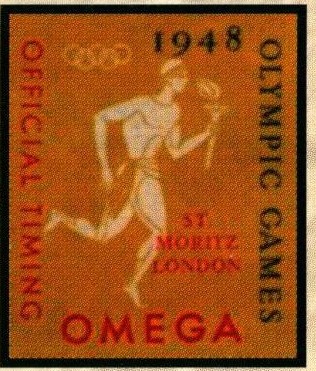 1948
OLYMPIC GAMES
OFFICIAL TIMING
ST
MORITZ
LONDON
OMEGA